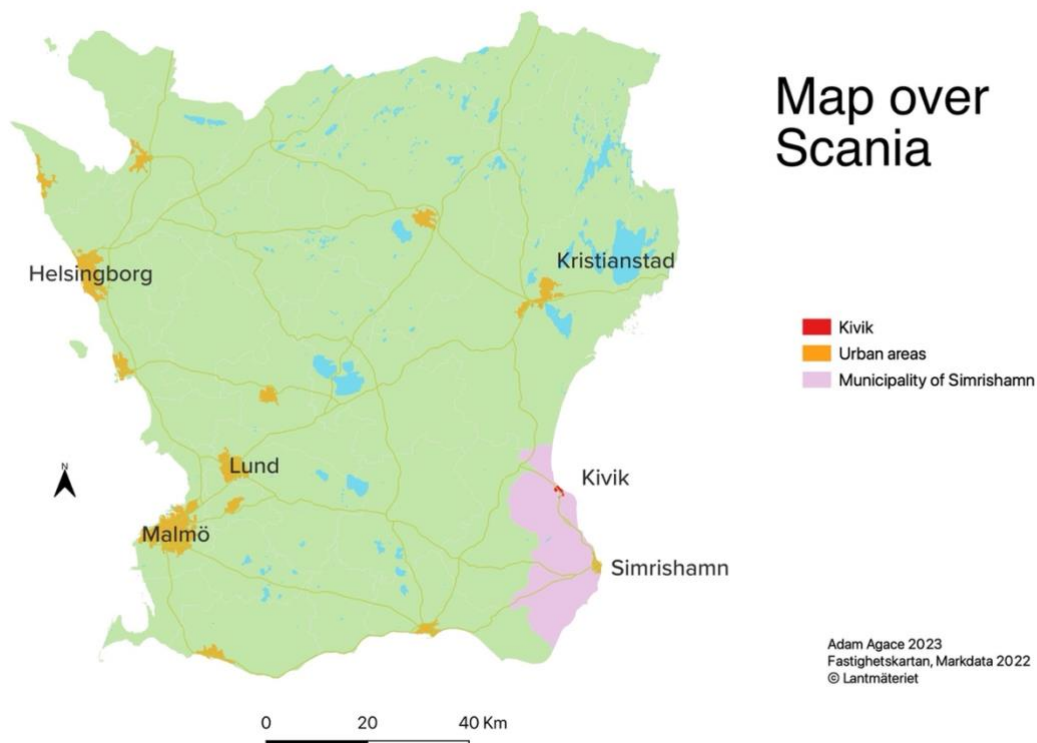 Map over
Scania
Helsingborg
Kristianstad
Kivik
Urban areas
Municipality of Simrishamn
Lund
N
Kivik
Malmö
Simrishamn
Adam Agace 2023
Fastighetskartan, Markdata 2022
© Lantmäteriet
0 20 40 Km